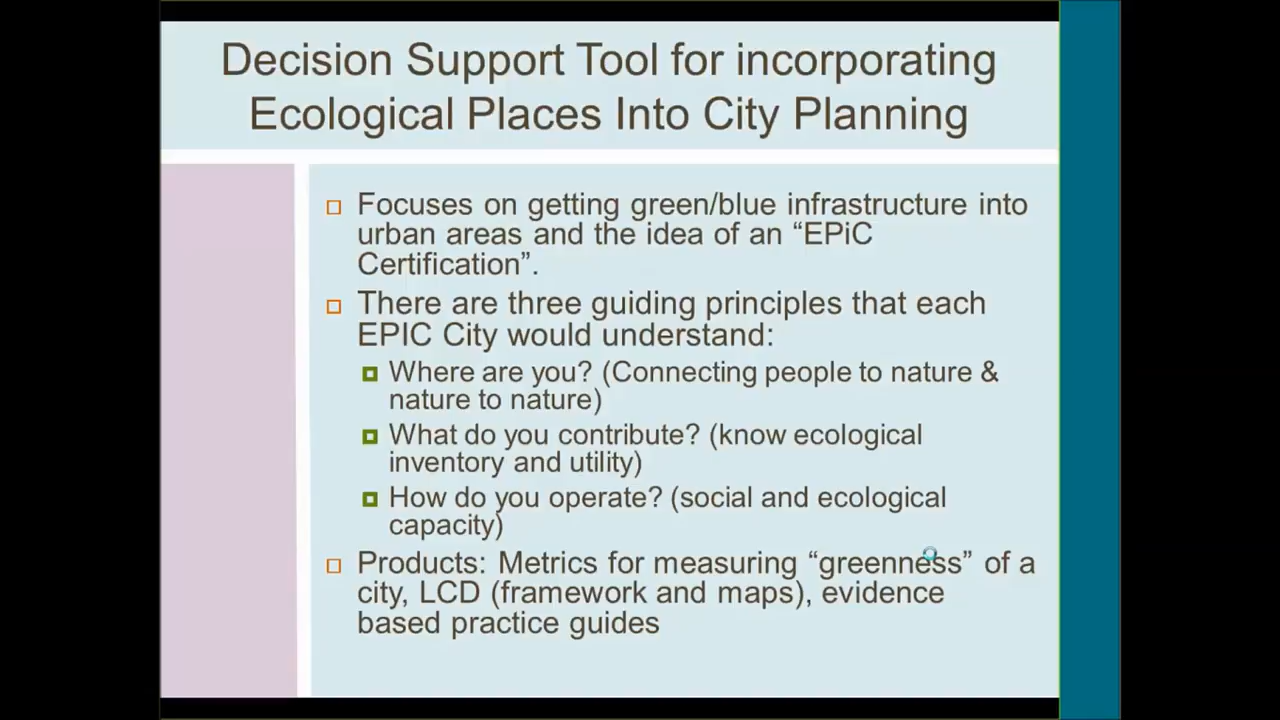 Decision Support Tool for incorporating
Ecological Places Into City Planning
Focuses on getting green/blue infrastructure into
urban areas and the idea of an “EPiC
Certification”.
There are three guiding principles that each
EPIC City would understand:
Where are you? (Connecting people to nature &
nature to nature)
What do you contribute? (know ecological
inventory and utility)
How do you operate? (social and ecological
capacity)
Products: Metrics for measuring “greenness” of a
city, LCD (framework and maps), evidence
based practice guides